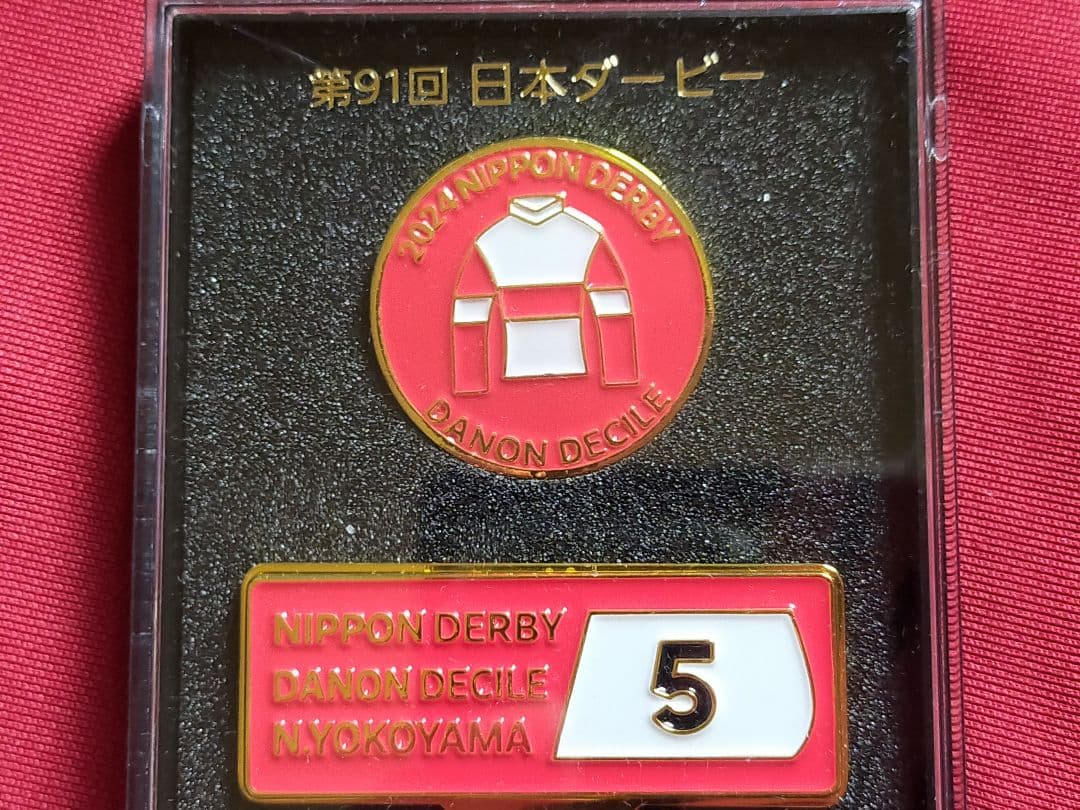 第91回 日本ダービー
2024 NIPPON DERBY
DANON DECILE
NIPPON DERBY
DANON DECILE
N.YOKOYAMA
5